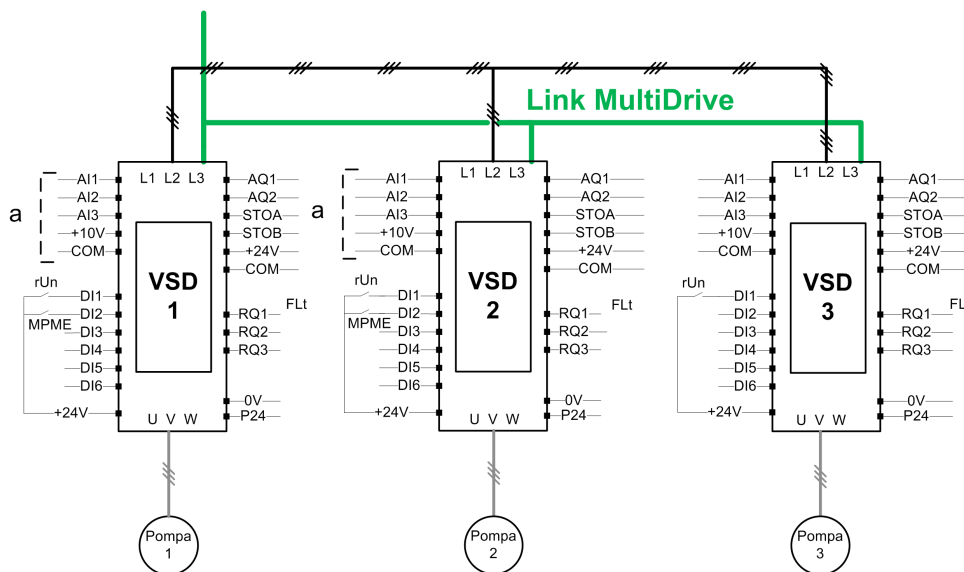 Link MultiDrive
L1 L2 L3
AI1
AI2
AI3
+10V
COM
a
AQ1
AQ2
STOA
STOB
+24V
COM
VSD
1
rUn
DI1
MPME
DI2
DI3
DI4
DI5
DI6
+24V
FLt
RQ1
RQ2
RQ3
0V
P24
U V W
Pompa
1
L1 L2 L3
AI1
AI2
AI3
+10V
COM
a
AQ1
AQ2
STOA
STOB
+24V
COM
VSD
2
rUn
DI1
MPME
DI2
DI3
DI4
DI5
DI6
+24V
FLt
RQ1
RQ2
RQ3
0V
P24
U V W
Pompa
2
L1 L2 L3
AI1
AI2
AI3
+10V
COM
AQ1
AQ2
STOA
STOB
+24V
COM
VSD
3
rUn
DI1
DI2
DI3
DI4
DI5
DI6
+24V
FL
RQ1
RQ2
RQ3
0V
P24
U V W
Pompa
3